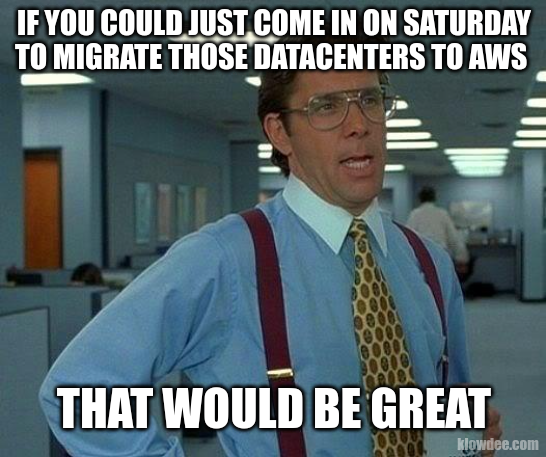 IF YOU COULD JUST COME IN ON SATURDAY
TO MIGRATE THOSE DATACENTERS TO AWS
THAT WOULD BE GREAT
klowdee.com